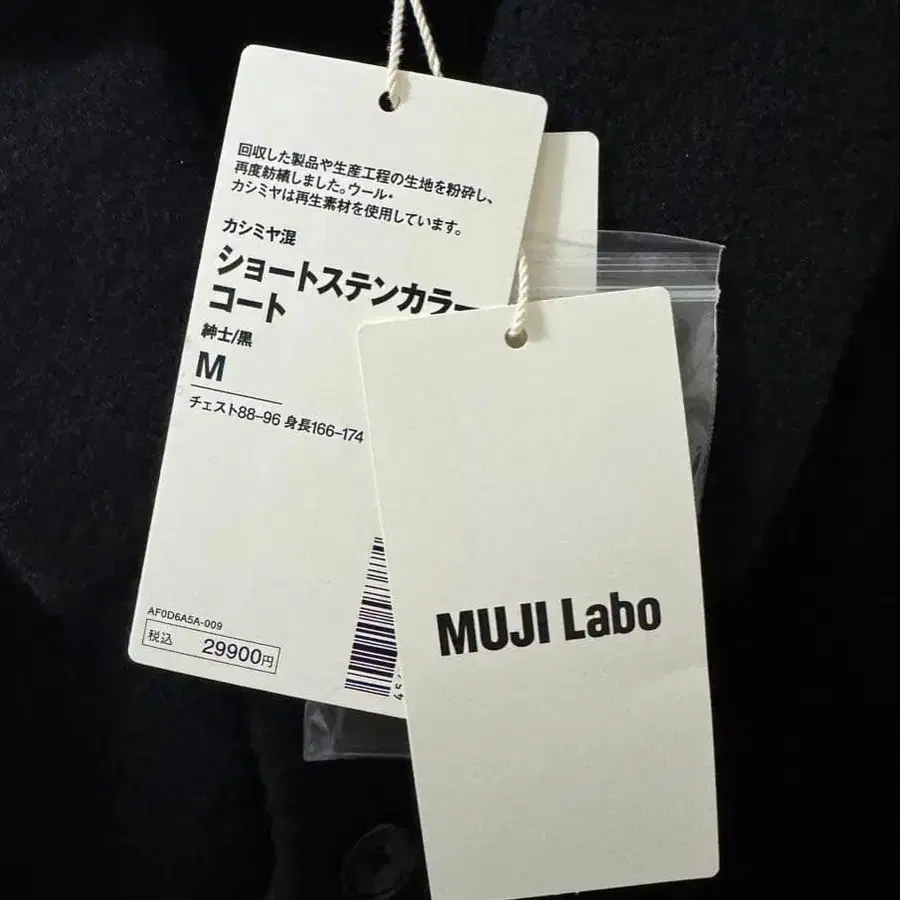 回収した製品や生産工程の生地を粉砕し、
再度紡績しました。ウール・
カシミヤは再生素材を使用しています。
カシミヤ混
ショートステンカラー
コート
紳士/黒
M
チェスト88–96 身長166–174
AF0D6A5A-009
税込 29900円
MUJI Labo